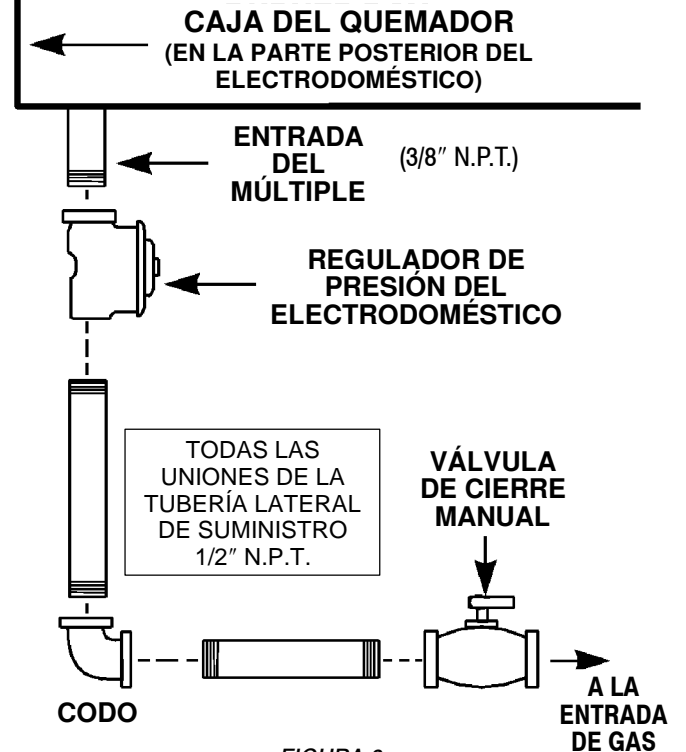 CAJA DEL QUEMADOR
(EN LA PARTE POSTERIOR DEL
ELECTRODOMÉSTICO)
ENTRADA
DEL
MÚLTIPLE
(3/8″ N.P.T.)
REGULADOR DE
PRESIÓN DEL
ELECTRODOMÉSTICO
TODAS LAS
UNIONES DE LA
TUBERÍA LATERAL
DE SUMINISTRO
1/2″ N.P.T.
VÁLVULA
DE CIERRE
MANUAL
CODO
A LA
ENTRADA
DE GAS